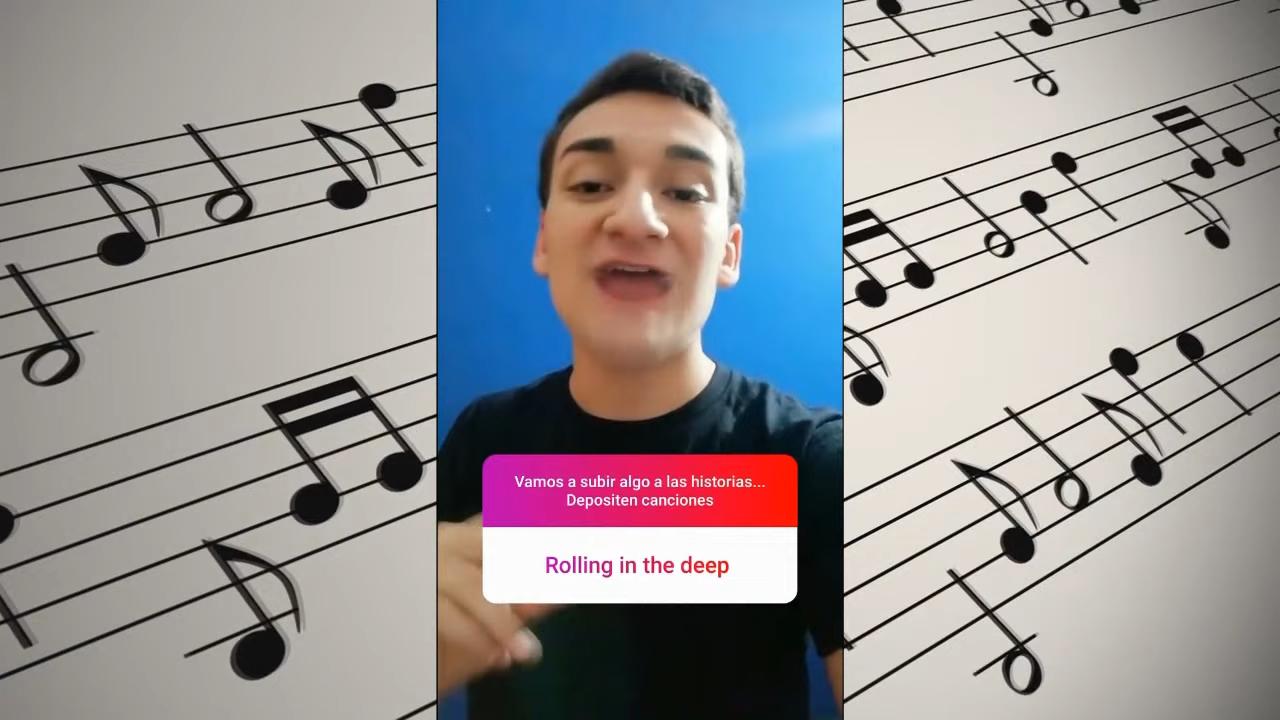 Vamos a subir algo a las historias...
Depositen canciones
Rolling in the deep